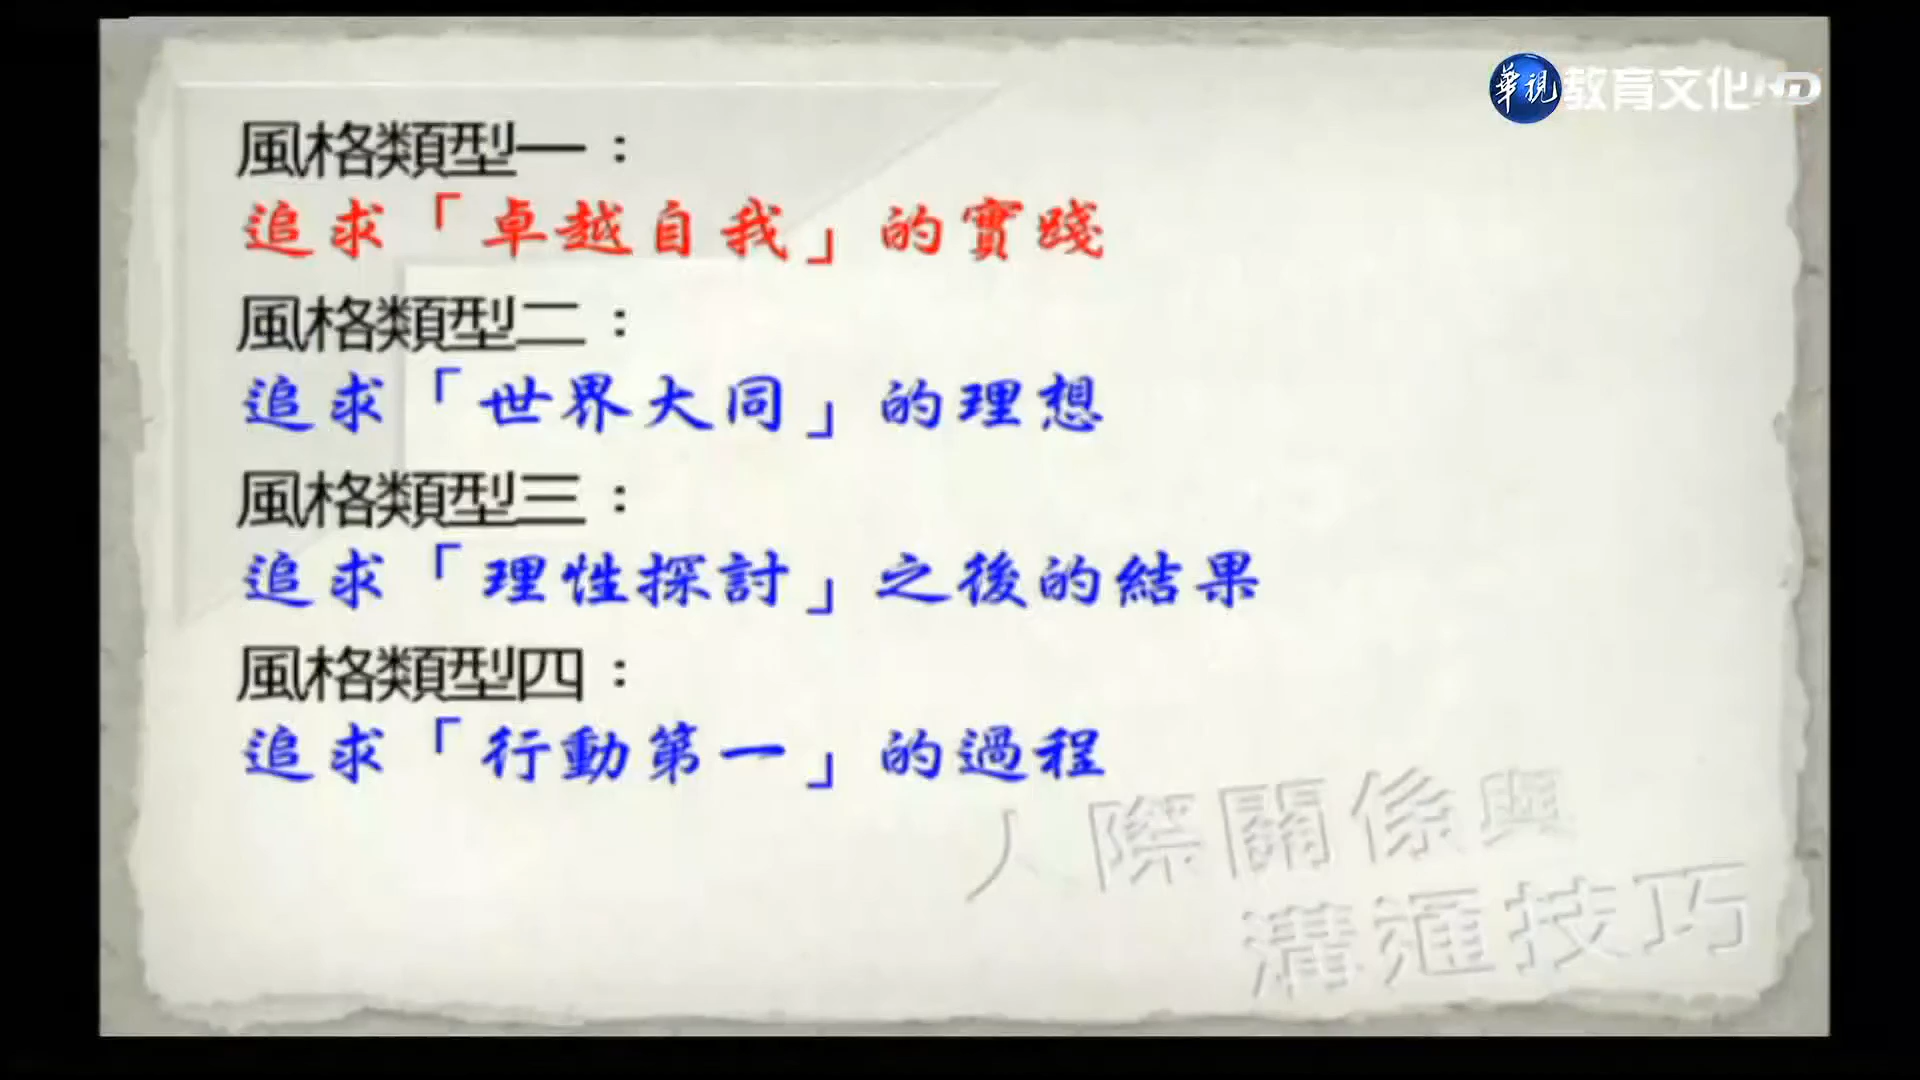 華視 教育文化HD
風格類型一：
追求「卓越自我」的實踐
風格類型二：
追求「世界大同」的理想
風格類型三：
追求「理性探討」之後的結果
風格類型四：
追求「行動第一」的過程
人際關係與
溝通技巧